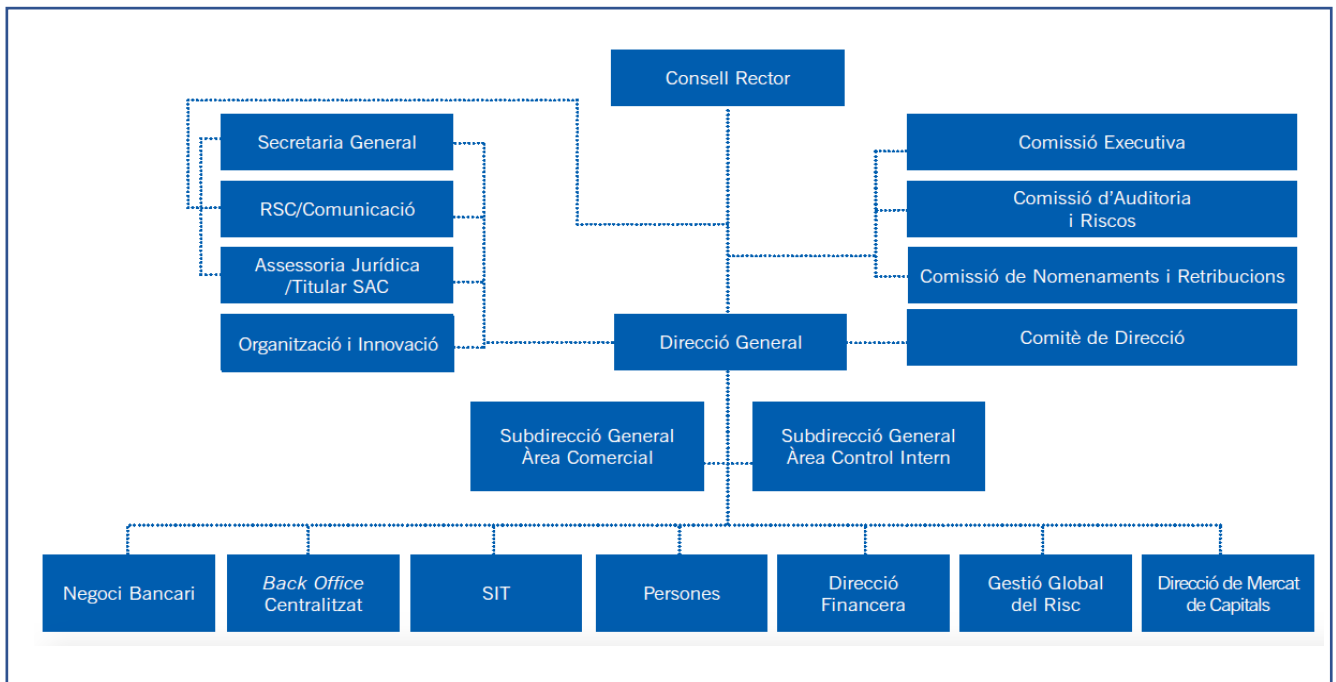 Consell Rector
Secretaria General
RSC/Comunicació
Assessoria Jurídica
/Titular SAC
Organització i Innovació
Comissió Executiva
Comissió d'Auditoria
i Riscos
Comissió de Nomenaments i Retribucions
Direcció General
Comitè de Direcció
Subdirecció General
Àrea Comercial
Subdirecció General
Àrea Control Intern
Negoci Bancari
Back Office
Centralitzat
SIT
Persones
Direcció
Financera
Gestió Global
del Risc
Direcció de Mercat
de Capitals